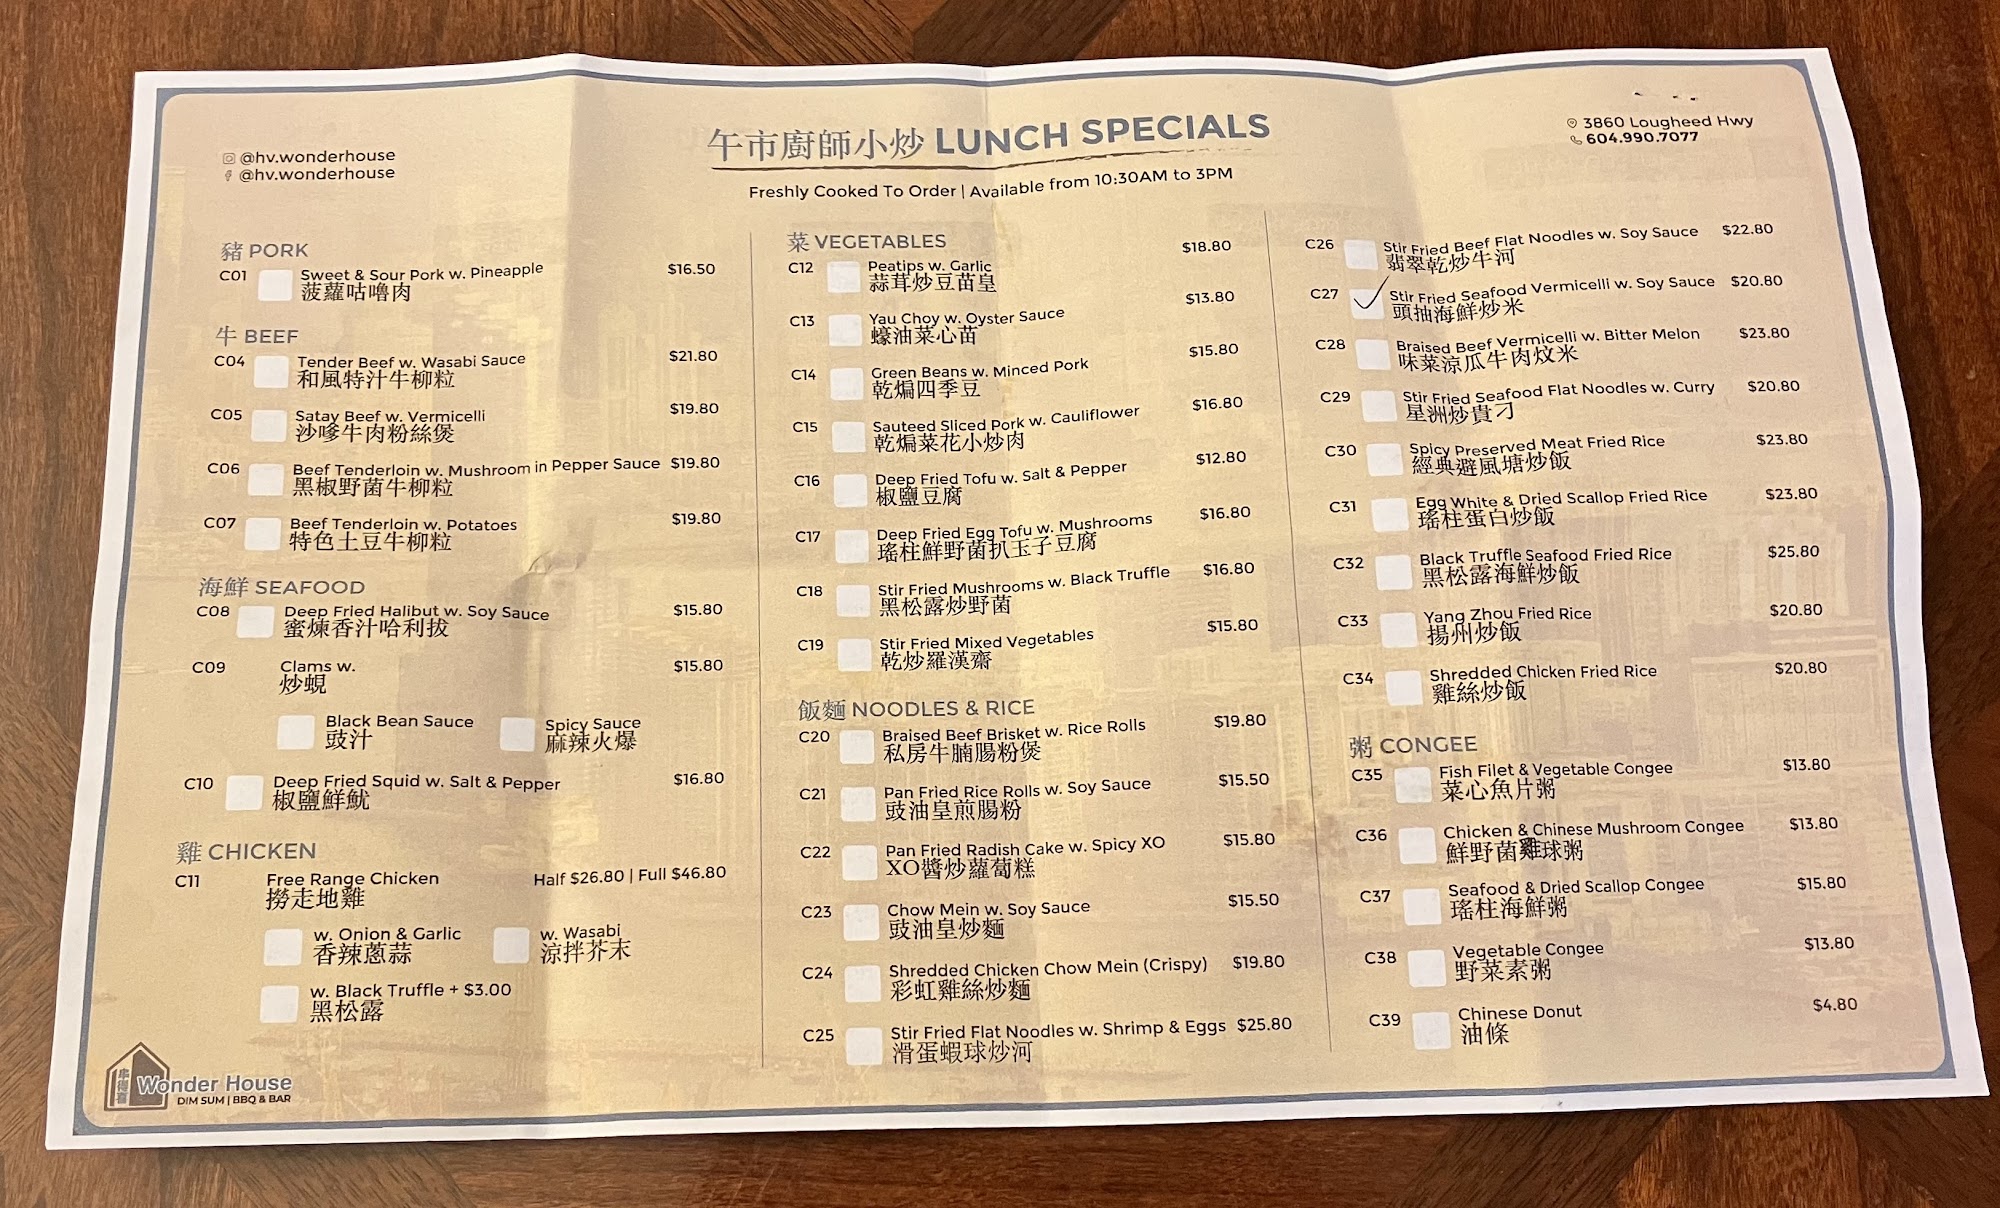 @hv.wonderhouse
@hv.wonderhouse
午市廚師小炒 LUNCH SPECIALS
Freshly Cooked To Order | Available from 10:30AM to 3PM
3860 Lougheed Hwy
604.990.7077
豬 PORK
C01 Sweet & Sour Pork w. Pineapple $16.50
菠蘿咕嚕肉
牛 BEEF
C04 Tender Beef w. Wasabi Sauce $21.80
和風特汁牛柳粒
C05 Satay Beef w. Vermicelli $19.80
沙嗲牛肉粉絲煲
C06 Beef Tenderloin w. Mushroom in Pepper Sauce $19.80
黑椒野菌牛柳粒
C07 Beef Tenderloin w. Potatoes $19.80
特色土豆牛柳粒
海鮮 SEAFOOD
C08 Deep Fried Halibut w. Soy Sauce $15.80
蜜煉香汁哈利拔
C09 Clams w. $15.80
炒蜆
Black Bean Sauce Spicy Sauce
豉汁 麻辣火爆
C10 Deep Fried Squid w. Salt & Pepper $16.80
椒鹽鮮魷
雞 CHICKEN
C11 Free Range Chicken Half $26.80 | Full $46.80
撈走地雞
w. Onion & Garlic w. Wasabi
香辣蔥蒜 涼拌芥末
w. Black Truffle + $3.00
黑松露
串得喜
Wonder House
DIM SUM | BBQ & BAR
菜 VEGETABLES
C12 Peatips w. Garlic $18.80
蒜茸炒豆苗皇
C13 Yau Choy w. Oyster Sauce $13.80
蠔油菜心苗
C14 Green Beans w. Minced Pork $15.80
乾煸四季豆
C15 Sauteed Sliced Pork w. Cauliflower $16.80
乾煸菜花小炒肉
C16 Deep Fried Tofu w. Salt & Pepper $12.80
椒鹽豆腐
C17 Deep Fried Egg Tofu w. Mushrooms $16.80
瑤柱鮮野菌扒玉子豆腐
C18 Stir Fried Mushrooms w. Black Truffle $16.80
黑松露炒野菌
C19 Stir Fried Mixed Vegetables $15.80
乾炒羅漢齋
飯麵 NOODLES & RICE
C20 Braised Beef Brisket w. Rice Rolls $19.80
私房牛腩腸粉煲
C21 Pan Fried Rice Rolls w. Soy Sauce $15.50
豉油皇煎腸粉
C22 Pan Fried Radish Cake w. Spicy XO $15.80
XO醬炒蘿蔔糕
C23 Chow Mein w. Soy Sauce $15.50
豉油皇炒麵
C24 Shredded Chicken Chow Mein (Crispy) $19.80
彩虹雞絲炒麵
C25 Stir Fried Flat Noodles w. Shrimp & Eggs $25.80
滑蛋蝦球炒河
C26 Stir Fried Beef Flat Noodles w. Soy Sauce $22.80
翡翠乾炒牛河
C27 Stir Fried Seafood Vermicelli w. Soy Sauce $20.80
頭抽海鮮炒米
C28 Braised Beef Vermicelli w. Bitter Melon $23.80
味菜涼瓜牛肉炆米
C29 Stir Fried Seafood Flat Noodles w. Curry $20.80
星洲炒貴刁
C30 Spicy Preserved Meat Fried Rice $23.80
經典避風塘炒飯
C31 Egg White & Dried Scallop Fried Rice $23.80
瑤柱蛋白炒飯
C32 Black Truffle Seafood Fried Rice $25.80
黑松露海鮮炒飯
C33 Yang Zhou Fried Rice $20.80
揚州炒飯
C34 Shredded Chicken Fried Rice $20.80
雞絲炒飯
粥 CONGEE
C35 Fish Filet & Vegetable Congee $13.80
菜心魚片粥
C36 Chicken & Chinese Mushroom Congee $13.80
鮮野菌雞球粥
C37 Seafood & Dried Scallop Congee $15.80
瑤柱海鮮粥
C38 Vegetable Congee $13.80
野菜素粥
C39 Chinese Donut $4.80
油條